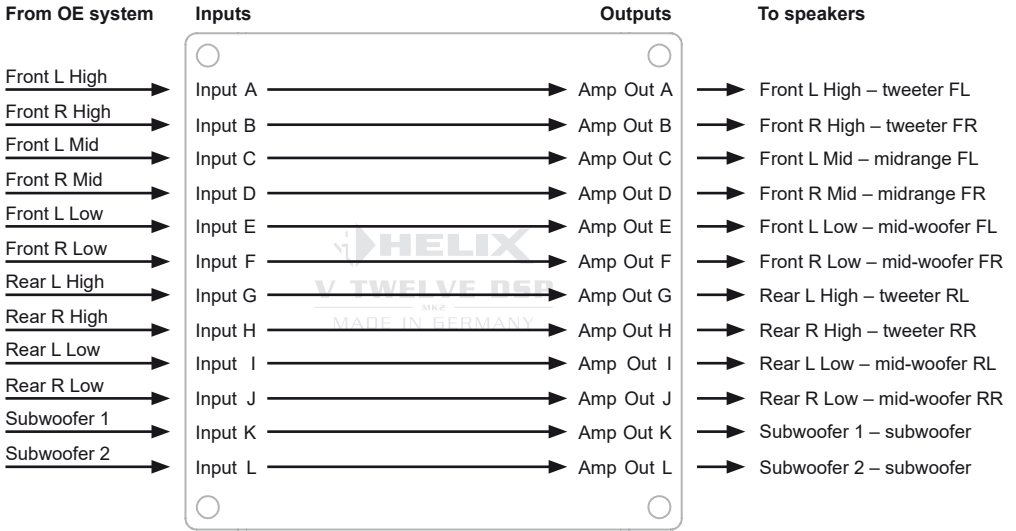 From OE system Inputs Outputs To speakers
Front L High Input A Amp Out A Front L High – tweeter FL
Front R High Input B Amp Out B Front R High – tweeter FR
Front L Mid Input C Amp Out C Front L Mid – midrange FL
Front R Mid Input D Amp Out D Front R Mid – midrange FR
Front L Low Input E Amp Out E Front L Low – mid-woofer FL
HELIX
Front R Low Input F Amp Out F Front R Low – mid-woofer FR
Rear L High Input G V TWELVE DSP Amp Out G Rear L High – tweeter RL
MK2
Rear R High Input H MADE IN GERMANY Amp Out H Rear R High – tweeter RR
Rear L Low Input I Amp Out I Rear L Low – mid-woofer RL
Rear R Low Input J Amp Out J Rear R Low – mid-woofer RR
Subwoofer 1 Input K Amp Out K Subwoofer 1 – subwoofer
Subwoofer 2 Input L Amp Out L Subwoofer 2 – subwoofer